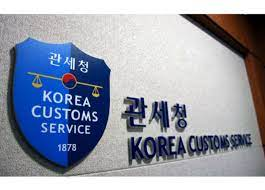 관세청
KOREA
CUSTOMS
SERVICE
1878
관세청
KOREA CUSTOMS SERVICE